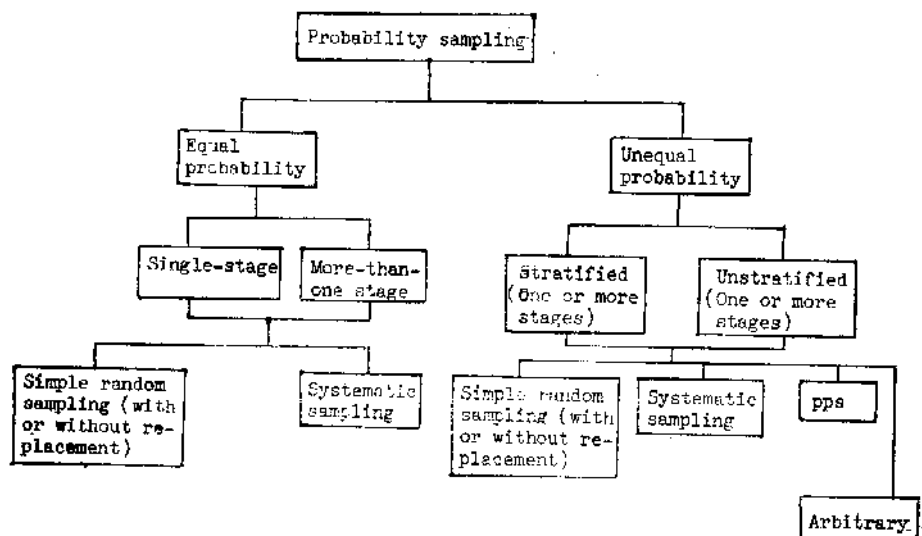 Probability sampling
Equal
probability
Unequal
probability
Single-stage
More-than-
one stage
Stratified
(One or more
stages)
Unstratified
(One or more
stages)
Simple random
sampling (with
or without re-
placement)
Systematic
sampling
Simple random
sampling (with
or without re-
placement)
Systematic
sampling
pps
Arbitrary